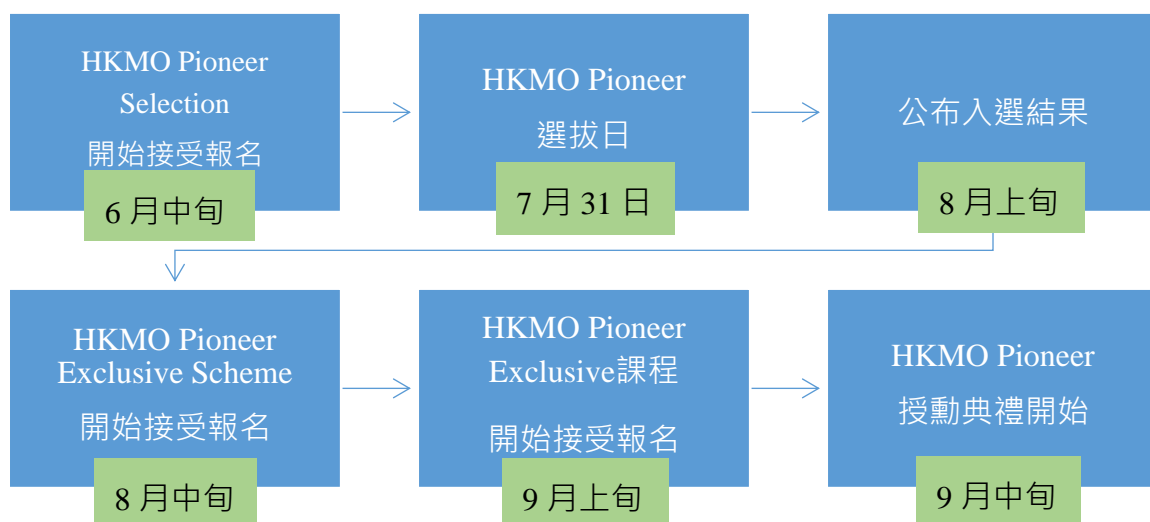 HKMO Pioneer
Selection
開始接受報名
6 月中旬
HKMO Pioneer
選拔日
7 月 31 日
公布入選結果
8 月上旬
HKMO Pioneer
Exclusive Scheme
開始接受報名
8 月中旬
HKMO Pioneer
Exclusive課程
開始接受報名
9 月上旬
HKMO Pioneer
授勳典禮開始
9 月中旬